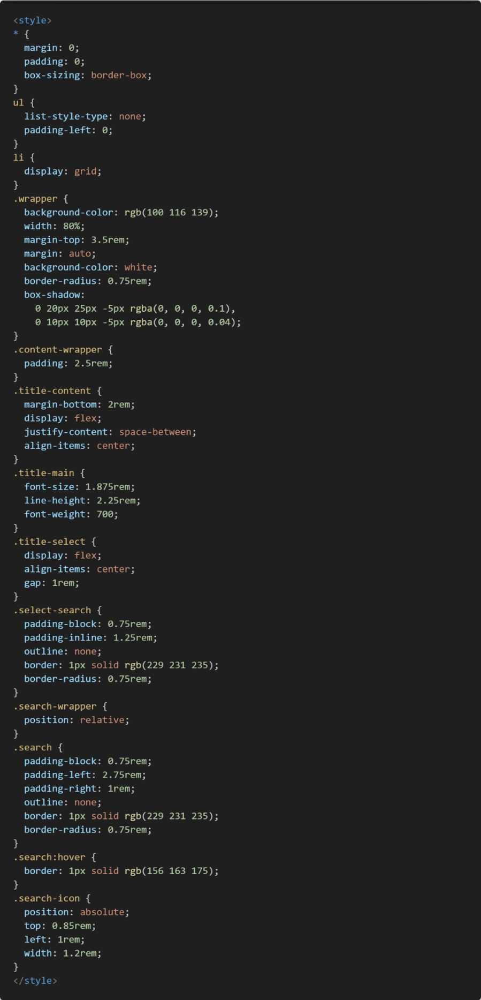 <style>
* {
  margin: 0;
  padding: 0;
  box-sizing: border-box;
}
ul {
  list-style-type: none;
  padding-left: 0;
}
li {
  display: grid;
}
.wrapper {
  background-color: rgb(100 116 139);
  width: 80%;
  margin-top: 3.5rem;
  margin: auto;
  background-color: white;
  border-radius: 0.75rem;
  box-shadow:
    0 20px 25px -5px rgba(0, 0, 0, 0.1),
    0 10px 10px -5px rgba(0, 0, 0, 0.04);
}
.content-wrapper {
  padding: 2.5rem;
}
.title-content {
  margin-bottom: 2rem;
  display: flex;
  justify-content: space-between;
  align-items: center;
}
.title-main {
  font-size: 1.875rem;
  line-height: 2.25rem;
  font-weight: 700;
}
.title-select {
  display: flex;
  align-items: center;
  gap: 1rem;
}
.select-search {
  padding-block: 0.75rem;
  padding-inline: 1.25rem;
  outline: none;
  border: 1px solid rgb(229 231 235);
  border-radius: 0.75rem;
}
.search-wrapper {
  position: relative;
}
.search {
  padding-block: 0.75rem;
  padding-left: 2.75rem;
  padding-right: 1rem;
  outline: none;
  border: 1px solid rgb(229 231 235);
  border-radius: 0.75rem;
}
.search:hover {
  border: 1px solid rgb(156 163 175);
}
.search-icon {
  position: absolute;
  top: 0.85rem;
  left: 1rem;
  width: 1.2rem;
}
</style>